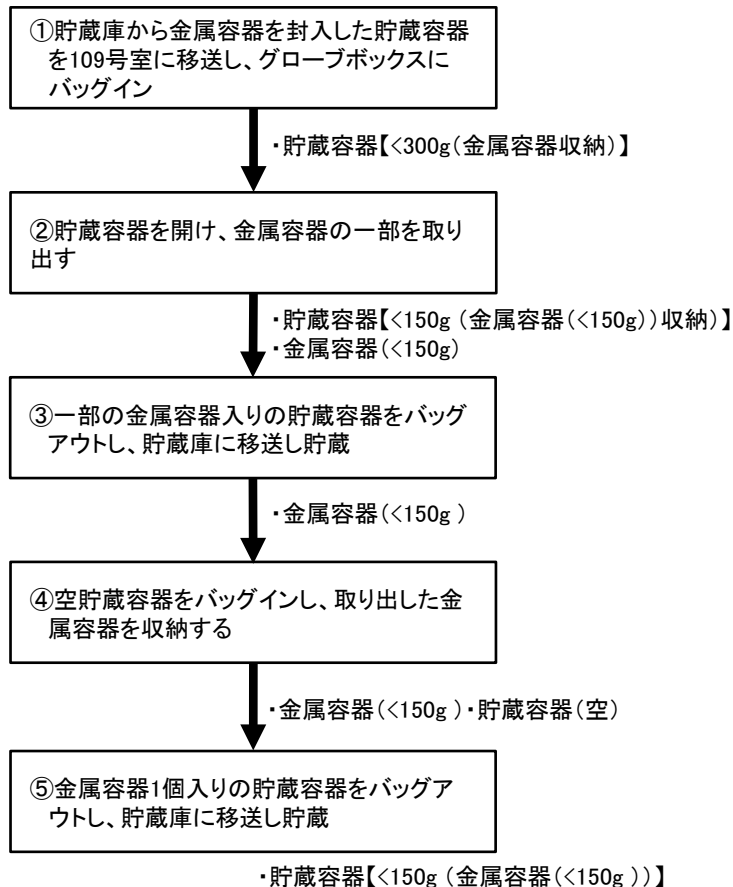 ①貯蔵庫から金属容器を封入した貯蔵容器
を109号室に移送し、グローブボックスに
バッグイン
・貯蔵容器【<300g(金属容器収納)】
②貯蔵容器を開け、金属容器の一部を取り
出す
・貯蔵容器【<150g (金属容器(<150g))収納)】
・金属容器(<150g)
③一部の金属容器入りの貯蔵容器をバッグ
アウトし、貯蔵庫に移送し貯蔵
・金属容器(<150g )
④空貯蔵容器をバッグインし、取り出した金
属容器を収納する
・金属容器(<150g )・貯蔵容器(空)
⑤金属容器1個入りの貯蔵容器をバッグア
ウトし、貯蔵庫に移送し貯蔵
・貯蔵容器【<150g (金属容器(<150g ))】